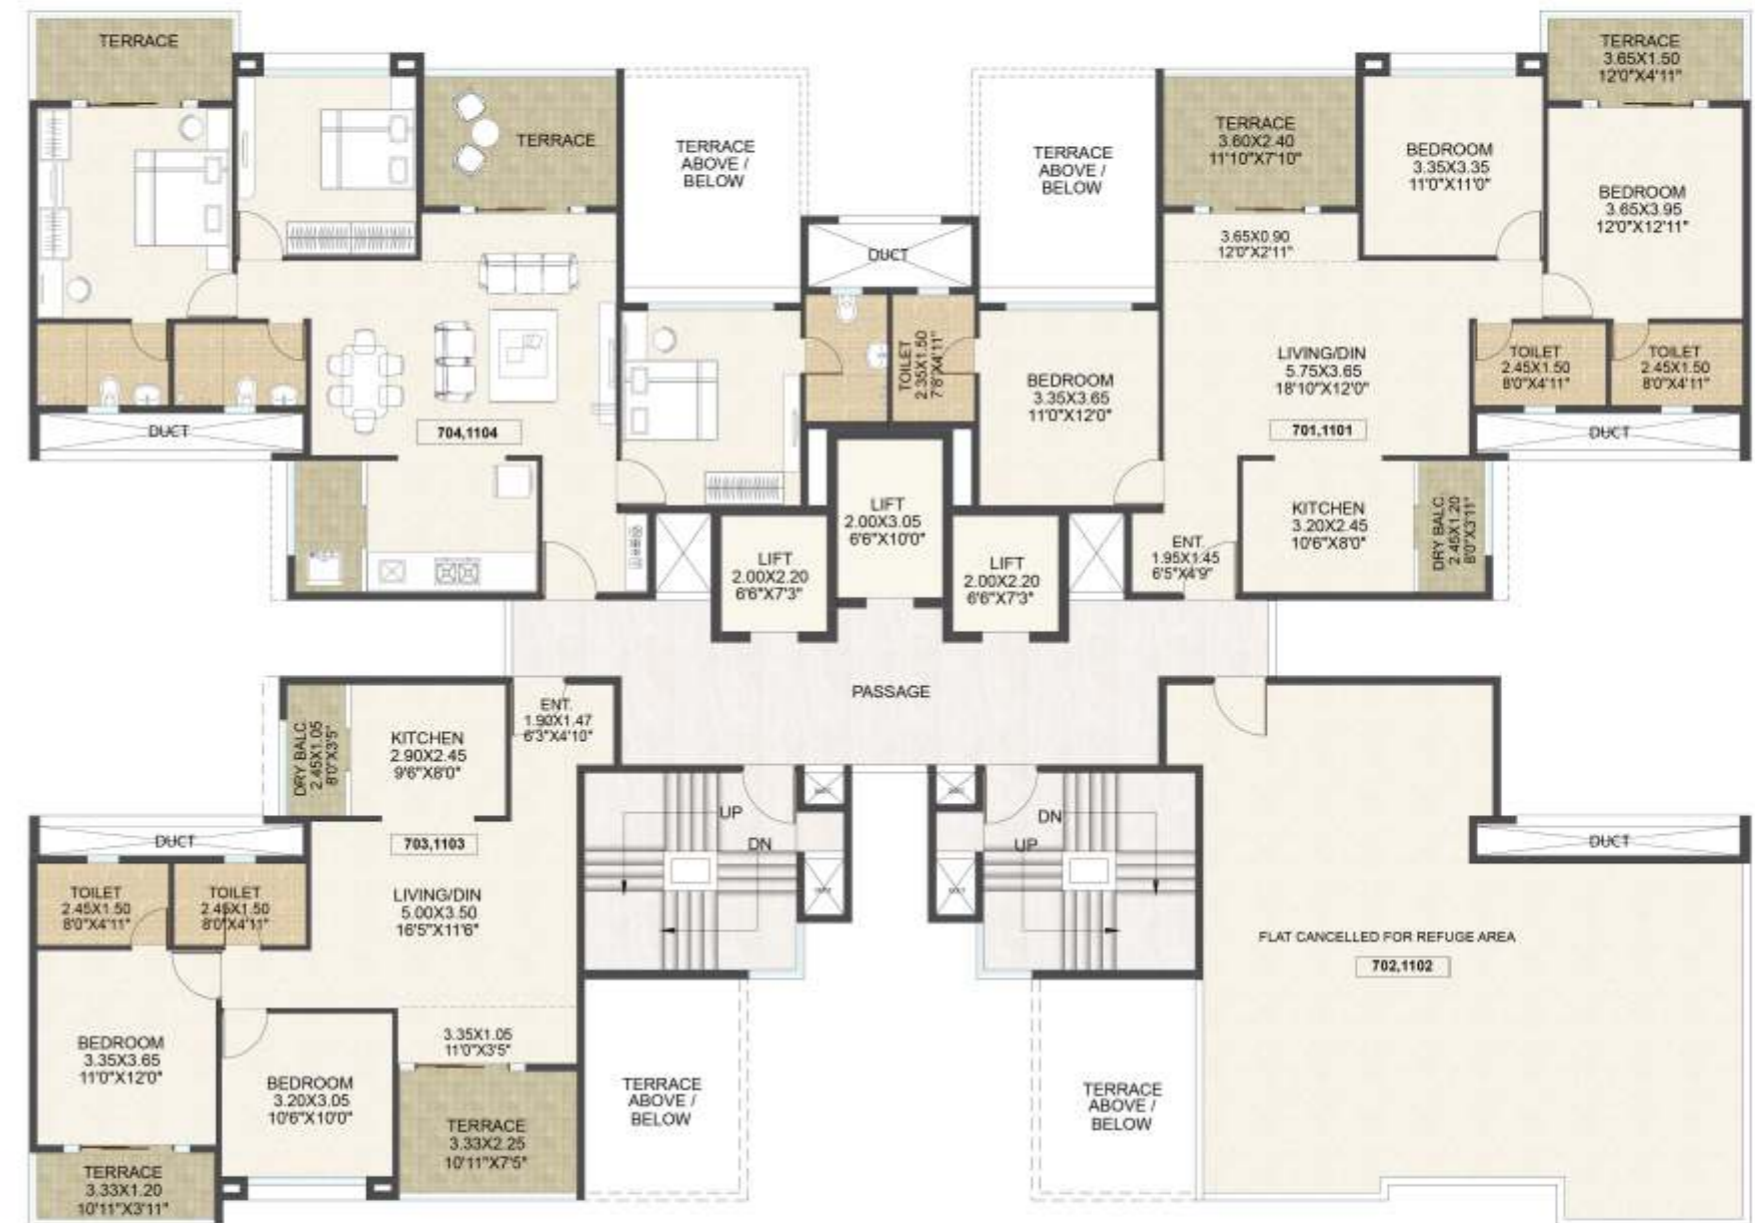 TERRACE
TERRACE
TERRACE
ABOVE /
BELOW
TERRACE
ABOVE /
BELOW
DUCT
TERRACE
3.60X2.40
11'10"X7'10"
3.65X0.90
12'0"X2'11"
BEDROOM
3.35X3.35
11'0"X11'0"
TERRACE
3.65X1.50
12'0"X4'11"
BEDROOM
3.65X3.95
12'0"X12'11"
DUCT
704,1104
TOILET
2.35X1.50
7'8"X4'11"
BEDROOM
3.35X3.65
11'0"X12'0"
LIVING/DIN
5.75X3.65
18'10"X12'0"
701,1101
TOILET
2.45X1.50
8'0"X4'11"
TOILET
2.45X1.50
8'0"X4'11"
DUCT
LIFT
2.00X2.20
6'6"X7'3"
LIFT
2.00X3.05
6'6"X10'0"
LIFT
2.00X2.20
6'6"X7'3"
ENT.
1.95X1.45
6'5"X4'9"
KITCHEN
3.20X2.45
10'6"X8'0"
DRY BALC.
2.45X1.20
8'0"X3'11"
PASSAGE
DRY BALC.
2.45X1.05
8'0"X3'5"
KITCHEN
2.90X2.45
9'6"X8'0"
ENT.
1.90X1.47
6'3"X4'10"
DUCT
703,1103
TOILET
2.45X1.50
8'0"X4'11"
TOILET
2.45X1.50
8'0"X4'11"
LIVING/DIN
5.00X3.50
16'5"X11'6"
UP
DN
DN
UP
DUCT
FLAT CANCELLED FOR REFUGE AREA
702,1102
BEDROOM
3.35X3.65
11'0"X12'0"
BEDROOM
3.20X3.05
10'6"X10'0"
3.35X1.05
11'0"X3'5"
TERRACE
3.33X2.25
10'11"X7'5"
TERRACE
3.33X1.20
10'11"X3'11"
TERRACE
ABOVE /
BELOW
TERRACE
ABOVE /
BELOW